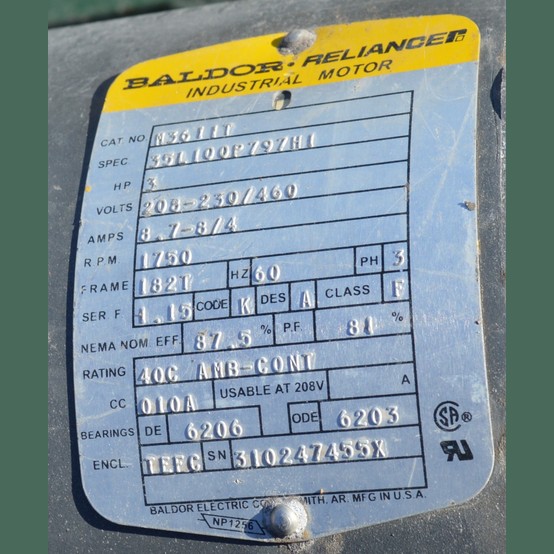 BALDOR · RELIANCER
INDUSTRIAL MOTOR
CAT NO M3611T
SPEC 35L100P797H1
HP 3
VOLTS 208-230/460
AMPS 8.7-8/4
R.P.M 1750
FRAME 182T HZ 60 PH 3
SER F 1.15 CODE K DES A CLASS F
NEMA NOM. EFF. 87.5 % P.F. 81 %
RATING 40C AMB-CONT
CC 010A USABLE AT 208V A
BEARINGS DE 6206 ODE 6203
ENCL. TEFC SN
BALDOR ELECTRIC SMITH, AR. MFG IN U.S.A.
NP1256
SA ®